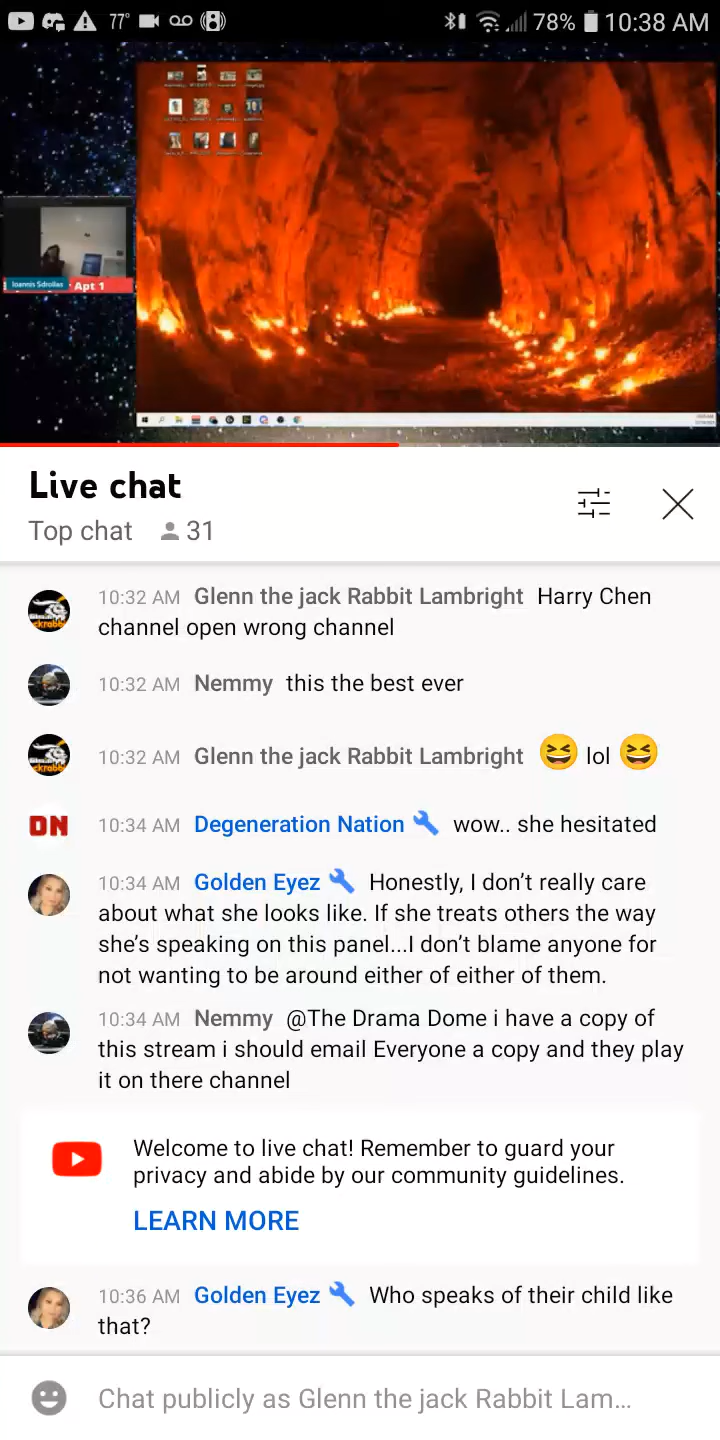 77°
78% 10:38 AM
Ioannis Sdrollas
Apt 1
Live chat
Top chat 31
10:32 AM Glenn the jack Rabbit Lambright Harry Chen
channel open wrong channel
10:32 AM Nemmy this the best ever
10:32 AM Glenn the jack Rabbit Lambright 😆 lol 😆
DN 10:34 AM Degeneration Nation wow.. she hesitated
10:34 AM Golden Eyez Honestly, I don’t really care
about what she looks like. If she treats others the way
she’s speaking on this panel...I don’t blame anyone for
not wanting to be around either of either of them.
10:34 AM Nemmy @The Drama Dome i have a copy of
this stream i should email Everyone a copy and they play
it on there channel
Welcome to live chat! Remember to guard your
privacy and abide by our community guidelines.
LEARN MORE
10:36 AM Golden Eyez Who speaks of their child like
that?
Chat publicly as Glenn the jack Rabbit Lam...